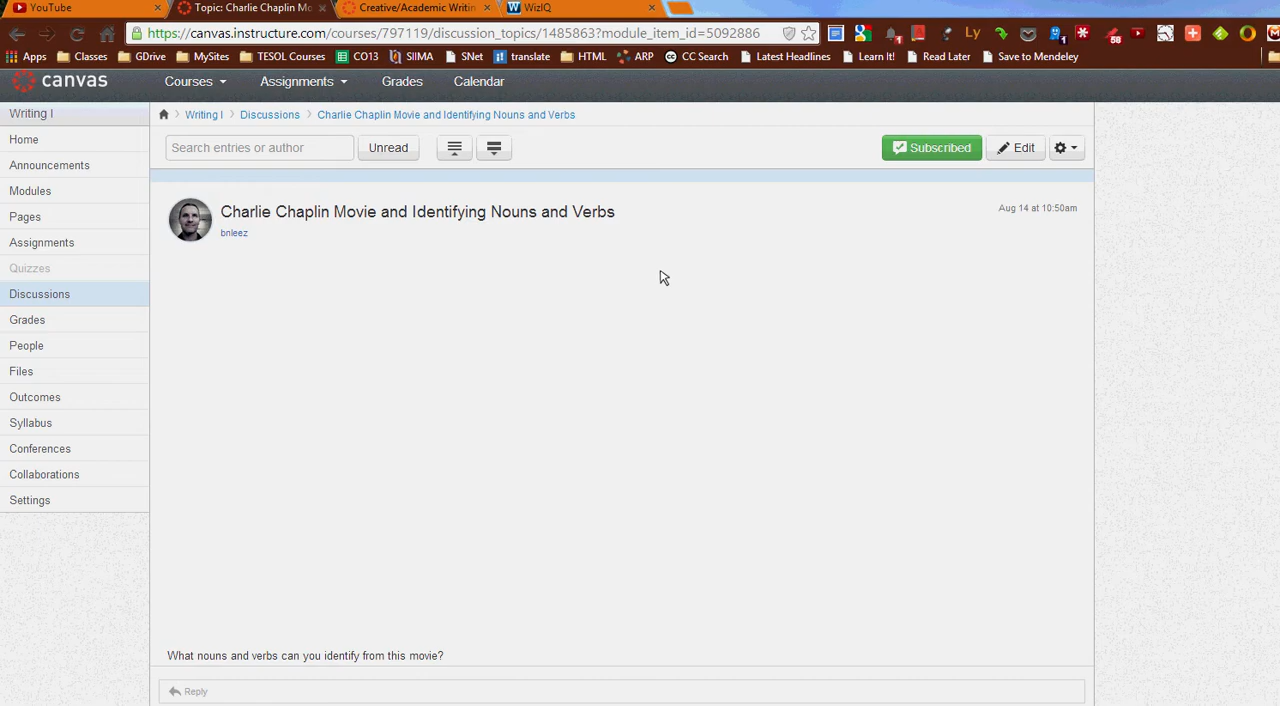 YouTube
Topic: Charlie Chaplin Mo
Creative/Academic Writin
WizIQ
https://canvas.instructure.com/courses/797119/discussion_topics/1485863?module_item_id=5092886
Ly
1
58
1
Apps
Classes
GDrive
MySites
TESOL Courses
CO13
SIIMA
SNet
translate
HTML
ARP
CC Search
Latest Headlines
Learn It!
Read Later
Save to Mendeley
canvas
Courses
Assignments
Grades
Calendar
Writing I
Home
Announcements
Modules
Pages
Assignments
Quizzes
Discussions
Grades
People
Files
Outcomes
Syllabus
Conferences
Collaborations
Settings
Writing I
Discussions
Charlie Chaplin Movie and Identifying Nouns and Verbs
Search entries or author
Unread
Subscribed
Edit
Charlie Chaplin Movie and Identifying Nouns and Verbs
Aug 14 at 10:50am
bnleez
What nouns and verbs can you identify from this movie?
Reply